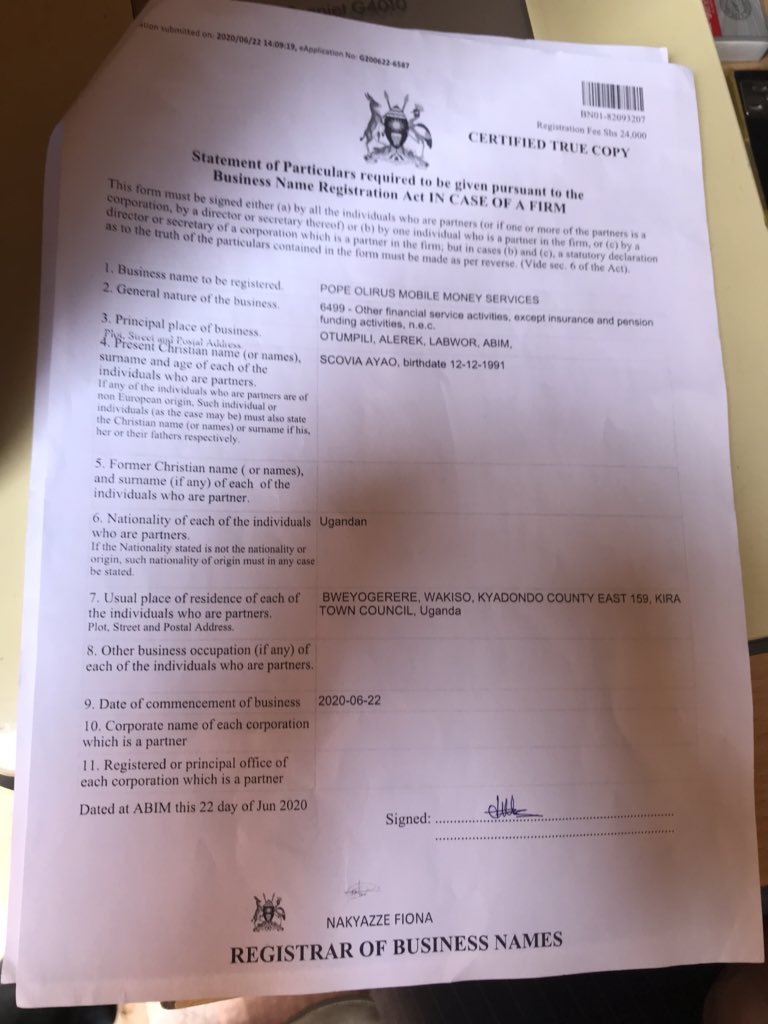 G4010
ation submitted on: 2020/06/22 14:09:19, eApplication No: G200622-6587
BN01-82093207
Registration Fee Shs 24,000
CERTIFIED TRUE COPY
Statement of Particulars required to be given pursuant to the
Business Name Registration Act IN CASE OF A FIRM
This form must be signed either (a) by all the individuals who are partners (or if one or more of the partners is a
corporation, by a director or secretary thereof) or (b) by one individual who is a partner in the firm, or (c) by a
director or secretary of a corporation which is a partner in the firm; but in cases (b) and (c), a statutory declaration
as to the truth of the particulars contained in the form must be made as per reverse. (Vide sec. 6 of the Act).
1. Business name to be registered.
POPE OLIRUS MOBILE MONEY SERVICES
2. General nature of the business.
6499 - Other financial service activities, except insurance and pension
funding activities, n.e.c.
3. Principal place of business.
Plot, Street and Postal Address.
OTUMPILI, ALEREK, LABWOR, ABIM,
4. Present Christian name (or names),
surname and age of each of the
individuals who are partners.
SCOVIA AYAO, birthdate 12-12-1991
If any of the individuals who are partners are of
non European origin. Such individual or
individuals (as the case may be) must also state
the Christian name (or names) or surname if his,
her or their fathers respectively.
5. Former Christian name ( or names),
and surname (if any) of each of the
individuals who are partner.
6. Nationality of each of the individuals
who are partners.
Ugandan
If the Nationality stated is not the nationality or
origin, such nationality of origin must in any case
be stated.
7. Usual place of residence of each of
the individuals who are partners.
Plot, Street and Postal Address.
BWEYOGERERE, WAKISO, KYADONDO COUNTY EAST 159, KIRA
TOWN COUNCIL, Uganda
8. Other business occupation (if any) of
each of the individuals who are partners.
9. Date of commencement of business
2020-06-22
10. Corporate name of each corporation
which is a partner
11. Registered or principal office of
each corporation which is a partner
Dated at ABIM this 22 day of Jun 2020
Signed:
NAKYAZZE FIONA
REGISTRAR OF BUSINESS NAMES